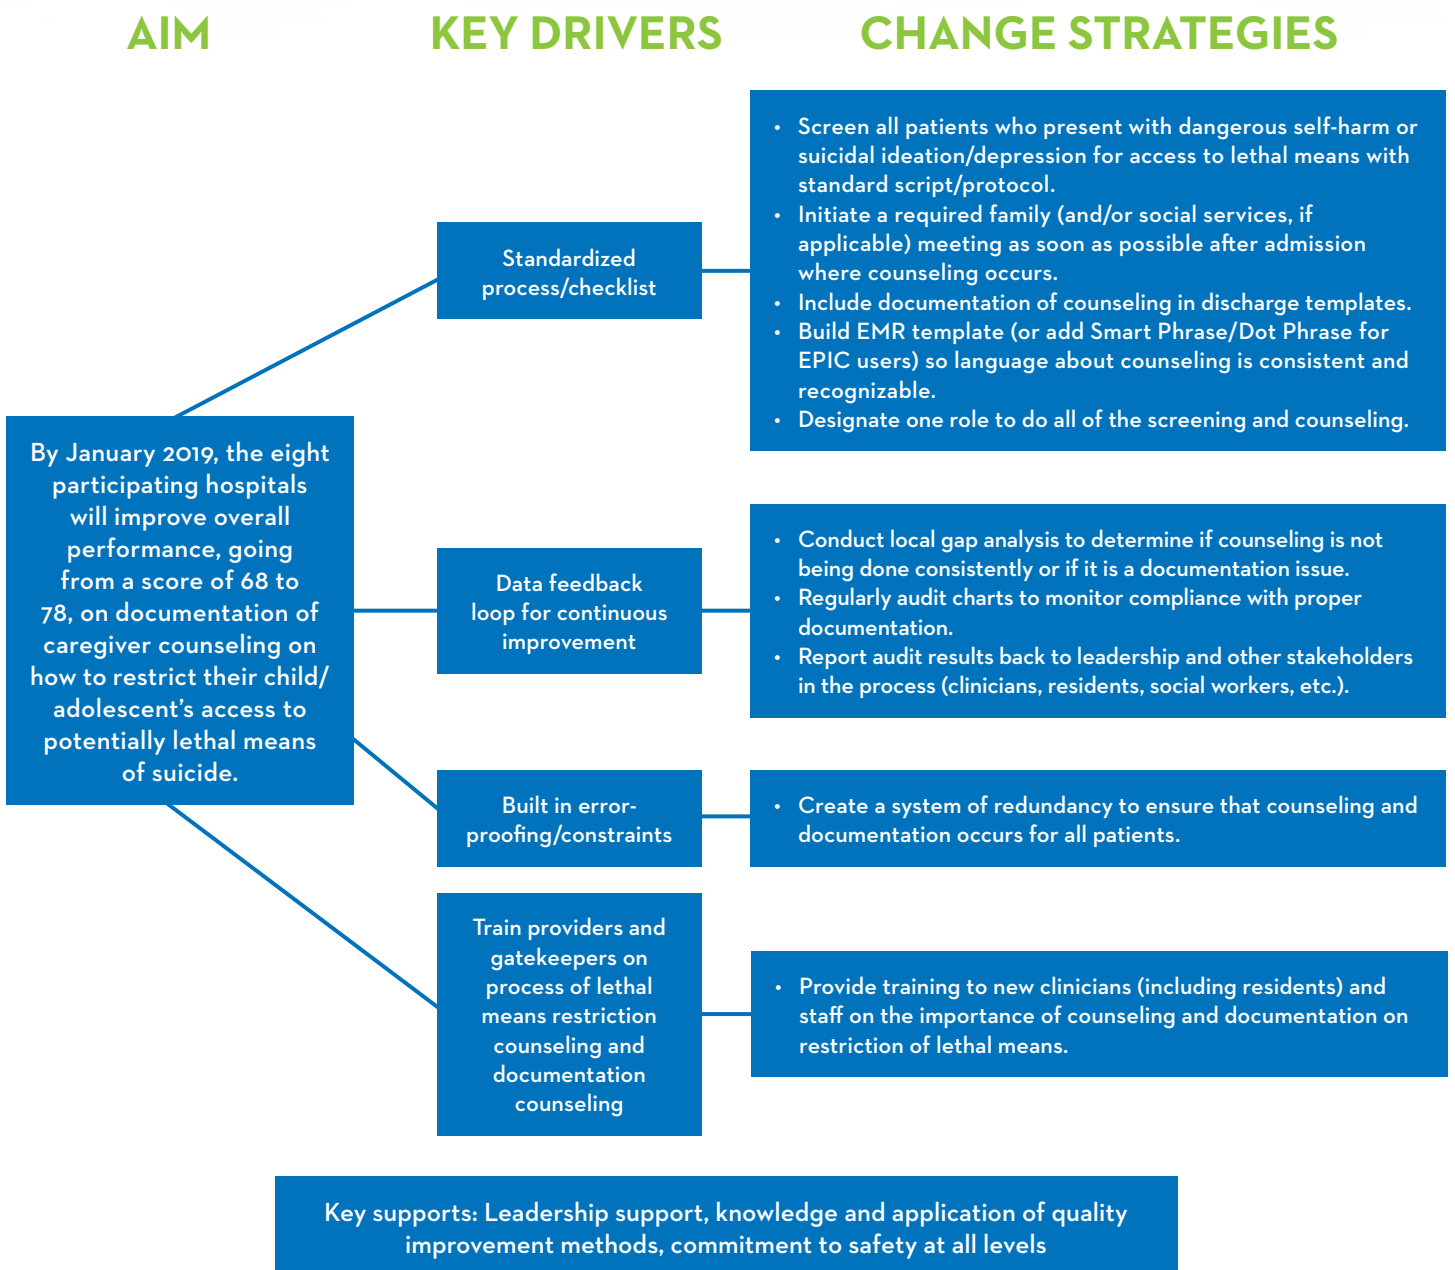 AIM
KEY DRIVERS
CHANGE STRATEGIES
By January 2019, the eight
participating hospitals
will improve overall
performance, going
from a score of 68 to
78, on documentation of
caregiver counseling on
how to restrict their child/
adolescent’s access to
potentially lethal means
of suicide.
Standardized
process/checklist
• Screen all patients who present with dangerous self-harm or
suicidal ideation/depression for access to lethal means with
standard script/protocol.
• Initiate a required family (and/or social services, if
applicable) meeting as soon as possible after admission
where counseling occurs.
• Include documentation of counseling in discharge templates.
• Build EMR template (or add Smart Phrase/Dot Phrase for
EPIC users) so language about counseling is consistent and
recognizable.
• Designate one role to do all of the screening and counseling.
Data feedback
loop for continuous
improvement
• Conduct local gap analysis to determine if counseling is not
being done consistently or if it is a documentation issue.
• Regularly audit charts to monitor compliance with proper
documentation.
• Report audit results back to leadership and other stakeholders
in the process (clinicians, residents, social workers, etc.).
Built in error-
proofing/constraints
• Create a system of redundancy to ensure that counseling and
documentation occurs for all patients.
Train providers and
gatekeepers on
process of lethal
means restriction
counseling and
documentation
counseling
• Provide training to new clinicians (including residents) and
staff on the importance of counseling and documentation on
restriction of lethal means.
Key supports: Leadership support, knowledge and application of quality
improvement methods, commitment to safety at all levels